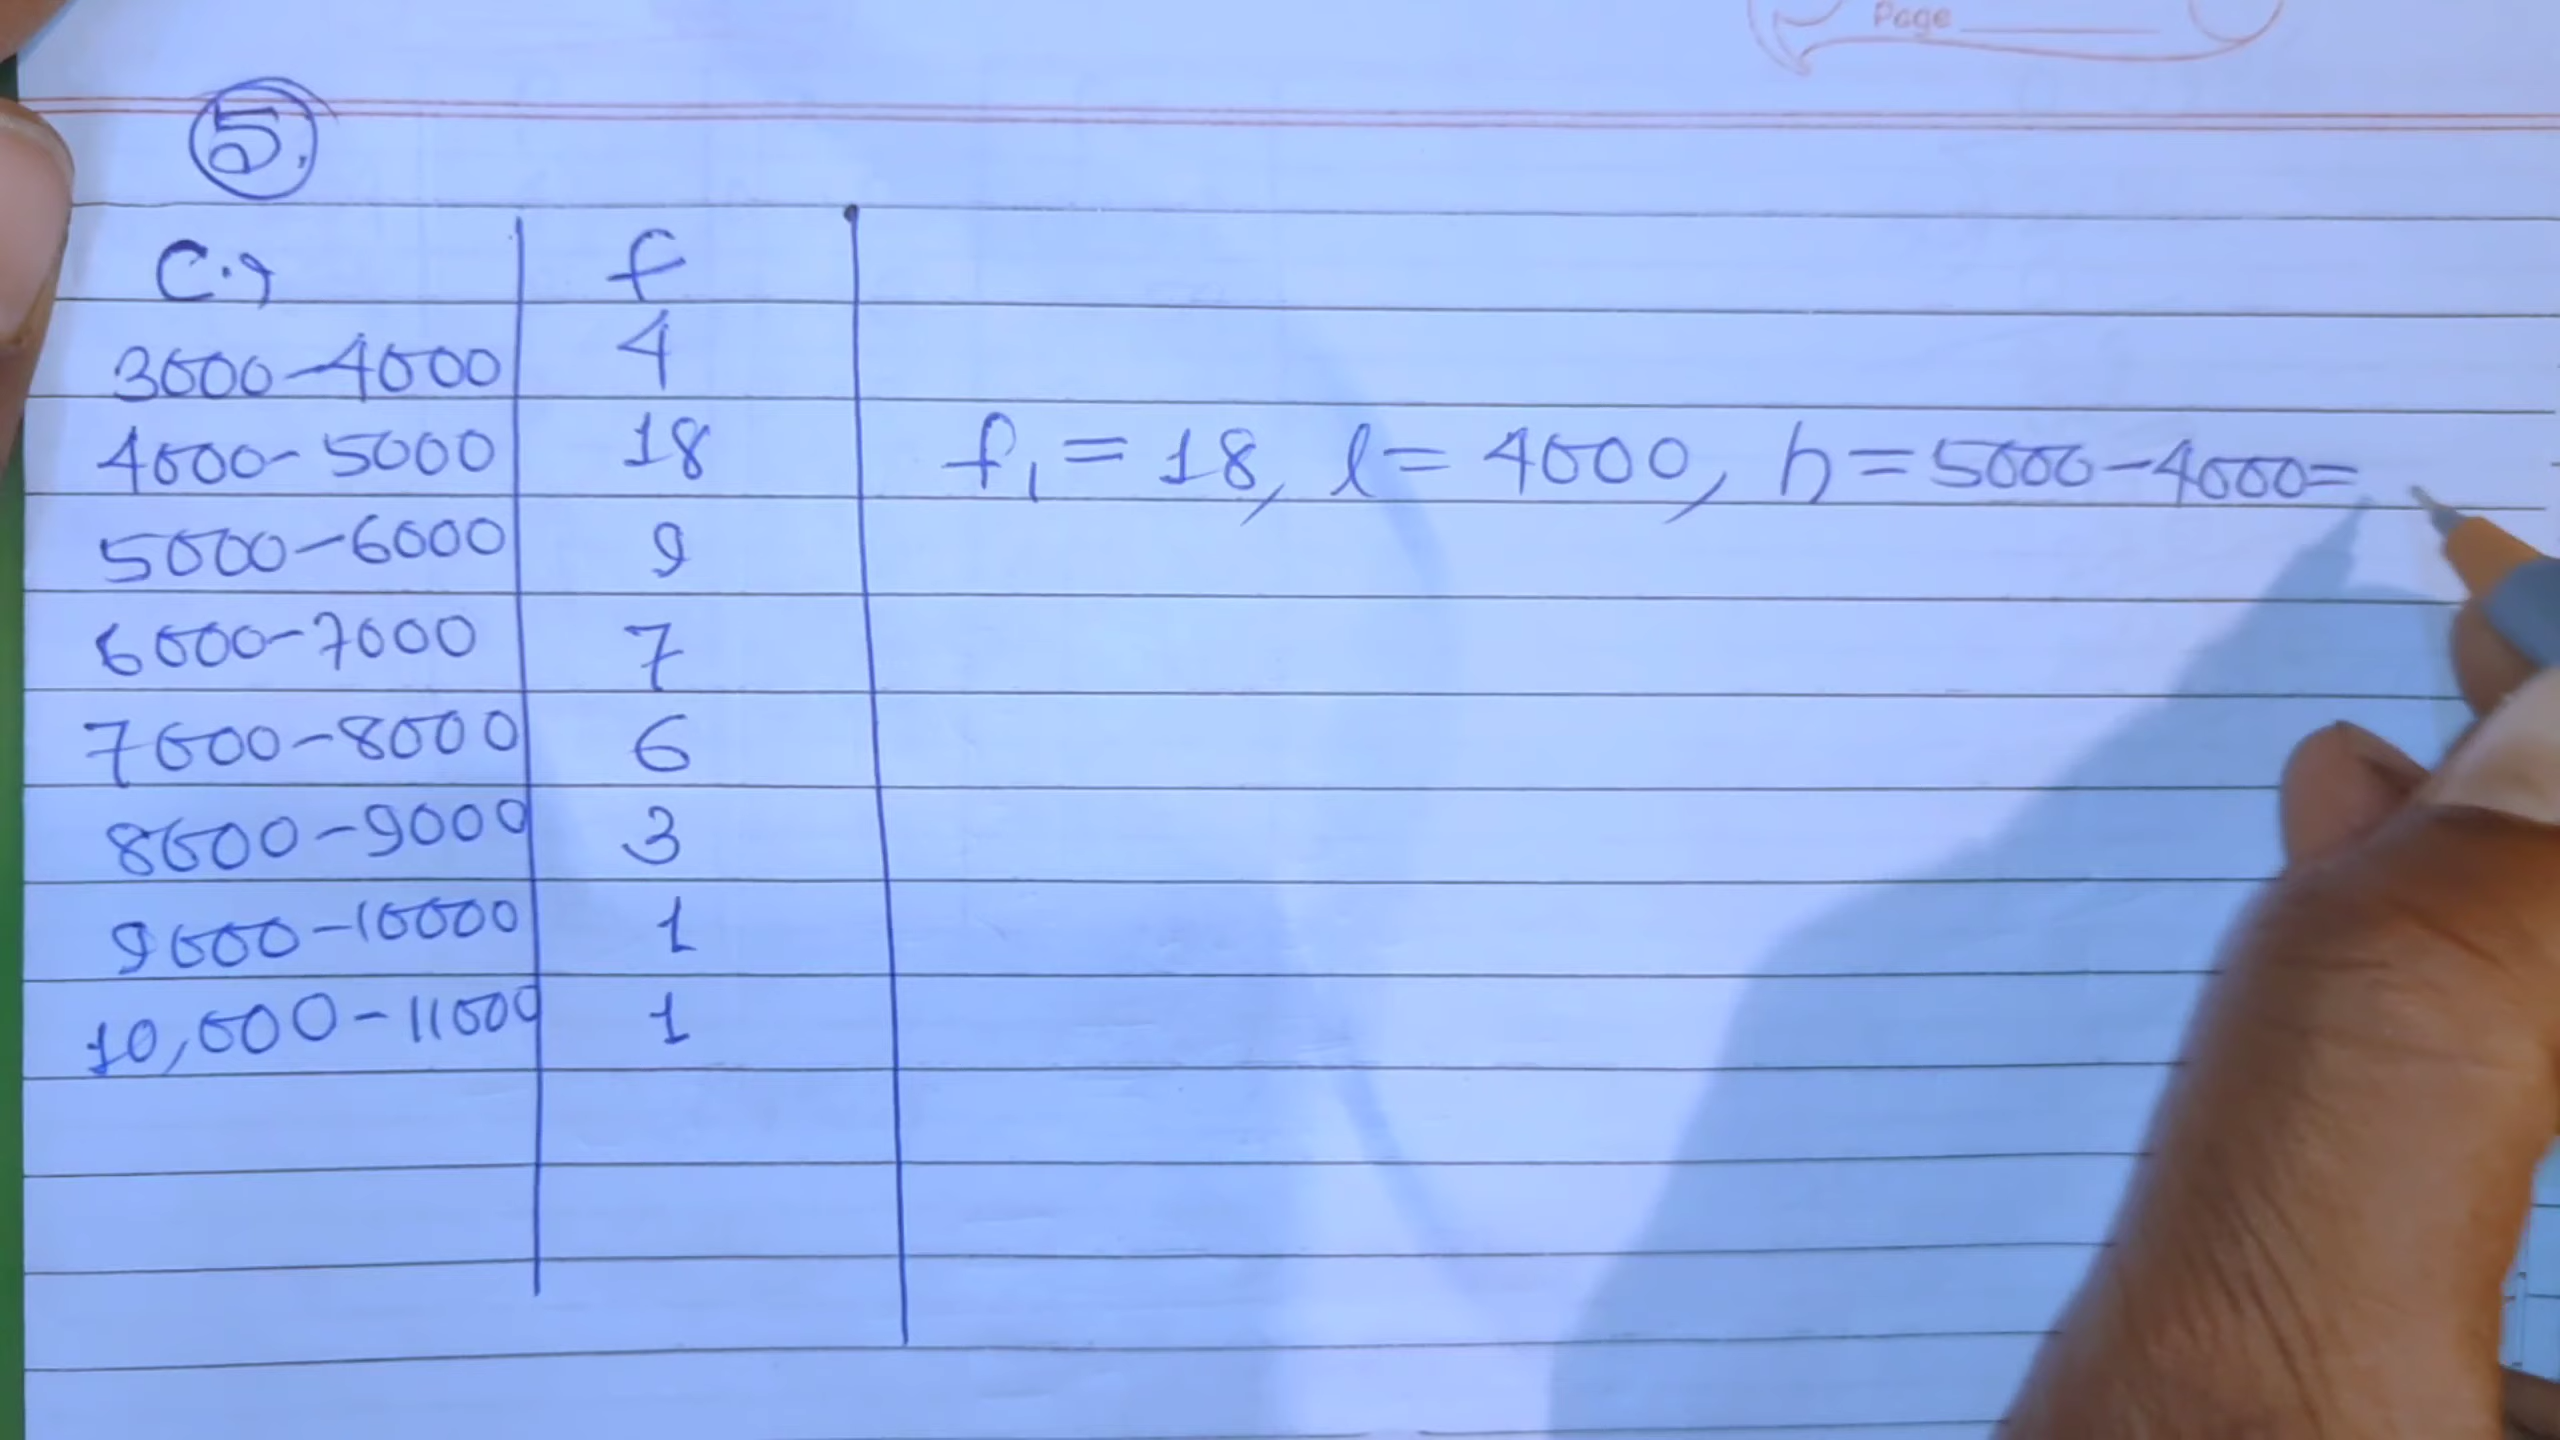 Page
5.
C.I f
3000-4000 4
4000-5000 18 f1 = 18, l = 4000, h = 5000-4000=
5000-6000 9
6000-7000 7
7000-8000 6
8000-9000 3
9000-10000 1
10,000-11000 1